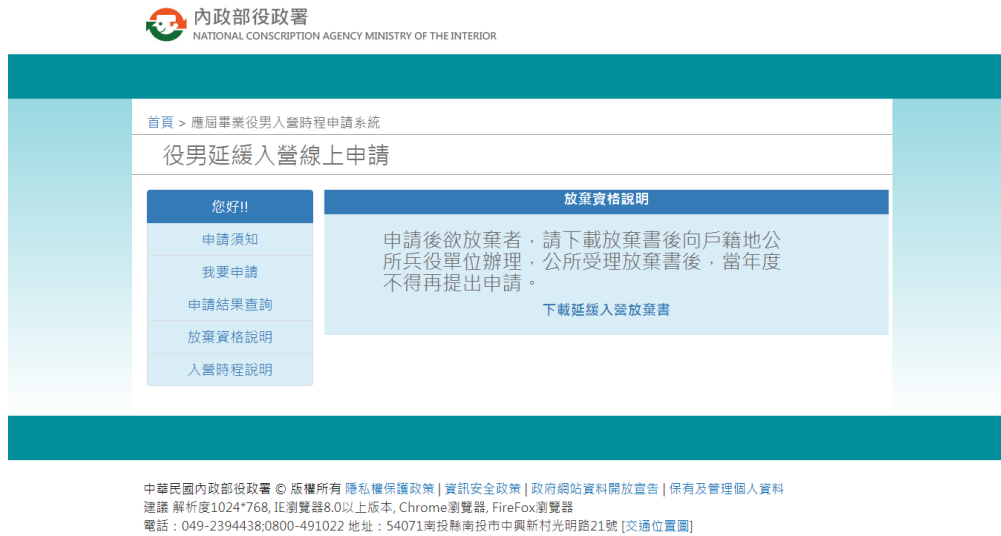 內政部役政署
NATIONAL CONSCRIPTION AGENCY MINISTRY OF THE INTERIOR
首頁 > 應屆畢業役男入營時程申請系統
役男延緩入營線上申請
您好!!
申請須知
我要申請
申請結果查詢
放棄資格說明
入營時程說明
放棄資格說明
申請後欲放棄者，請下載放棄書後向戶籍地公
所兵役單位辦理，公所受理放棄書後，當年度
不得再提出申請。
下載延緩入營放棄書
中華民國內政部役政署 © 版權所有 隱私權保護政策 | 資訊安全政策 | 政府網站資料開放宣告 | 保有及管理個人資料
建議 解析度1024*768, IE瀏覽器8.0以上版本, Chrome瀏覽器, FireFox瀏覽器
電話：049-2394438;0800-491022 地址：54071南投縣南投市中興新村光明路21號 [交通位置圖]